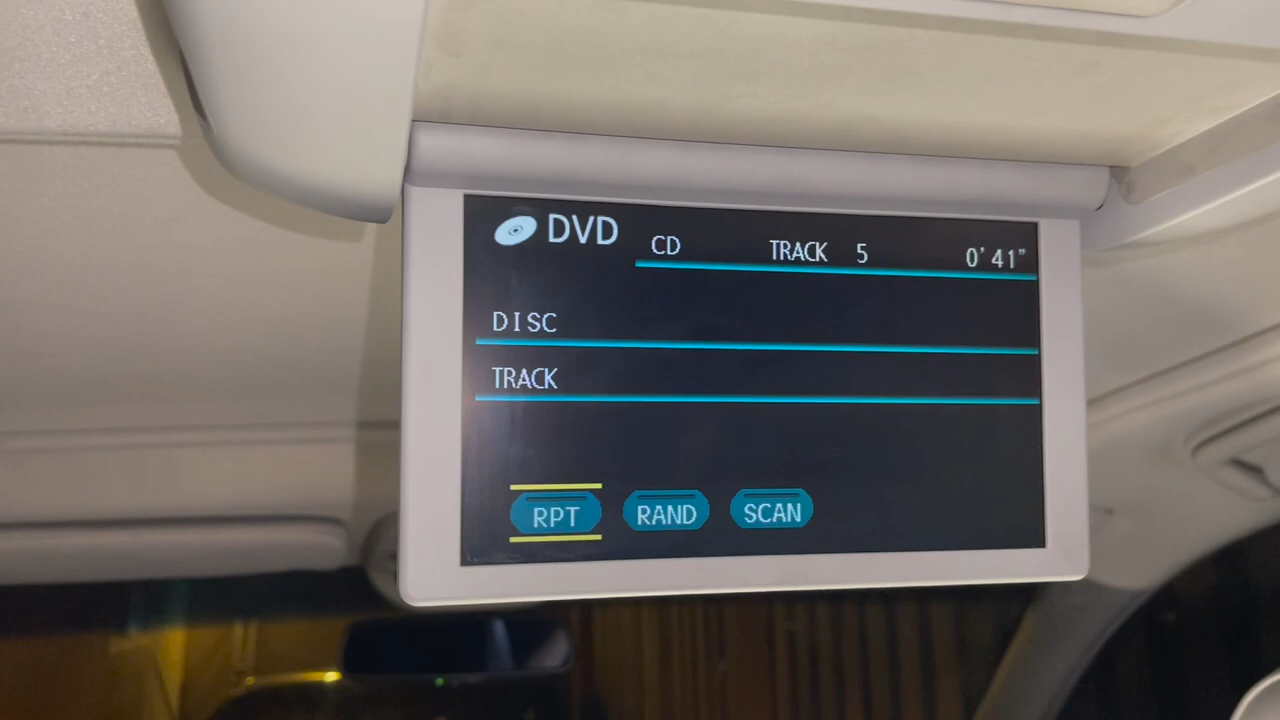 DVD CD TRACK 5 0'41"
DISC
TRACK
RPT RAND SCAN